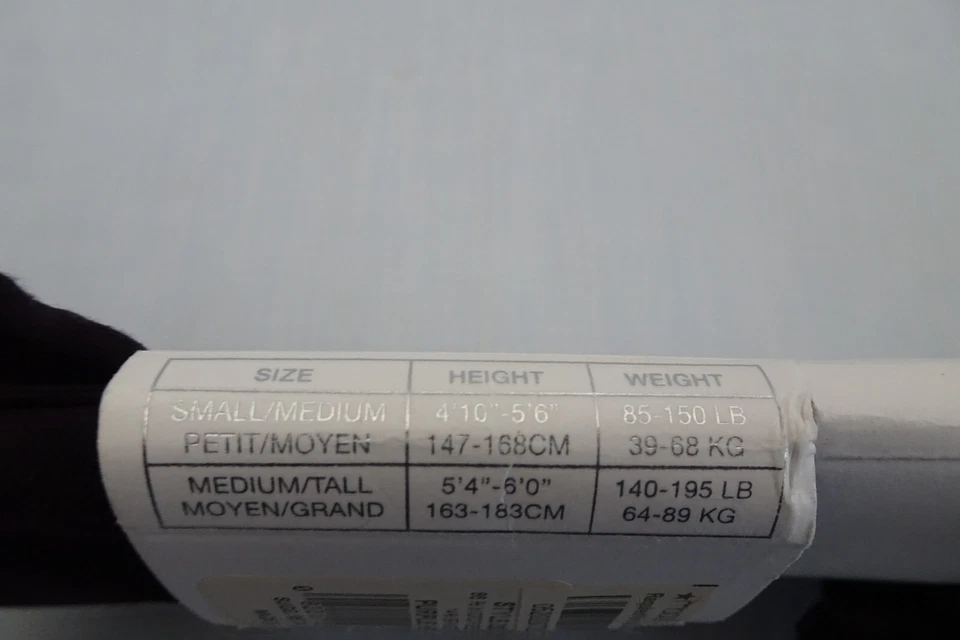 SIZE HEIGHT WEIGHT
SMALL/MEDIUM 4'10"-5'6" 85-150 LB
PETIT/MOYEN 147-168CM 39-68 KG
MEDIUM/TALL 5'4"-6'0" 140-195 LB
MOYEN/GRAND 163-183CM 64-89 KG